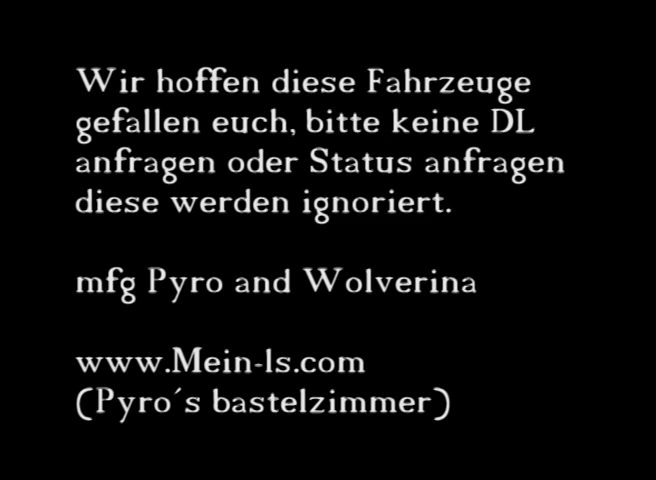 Wir hoffen diese Fahrzeuge
gefallen euch, bitte keine DL
anfragen oder Status anfragen
diese werden ignoriert.
mfg Pyro and Wolverina
www.Mein-ls.com
(Pyro´s bastelzimmer)